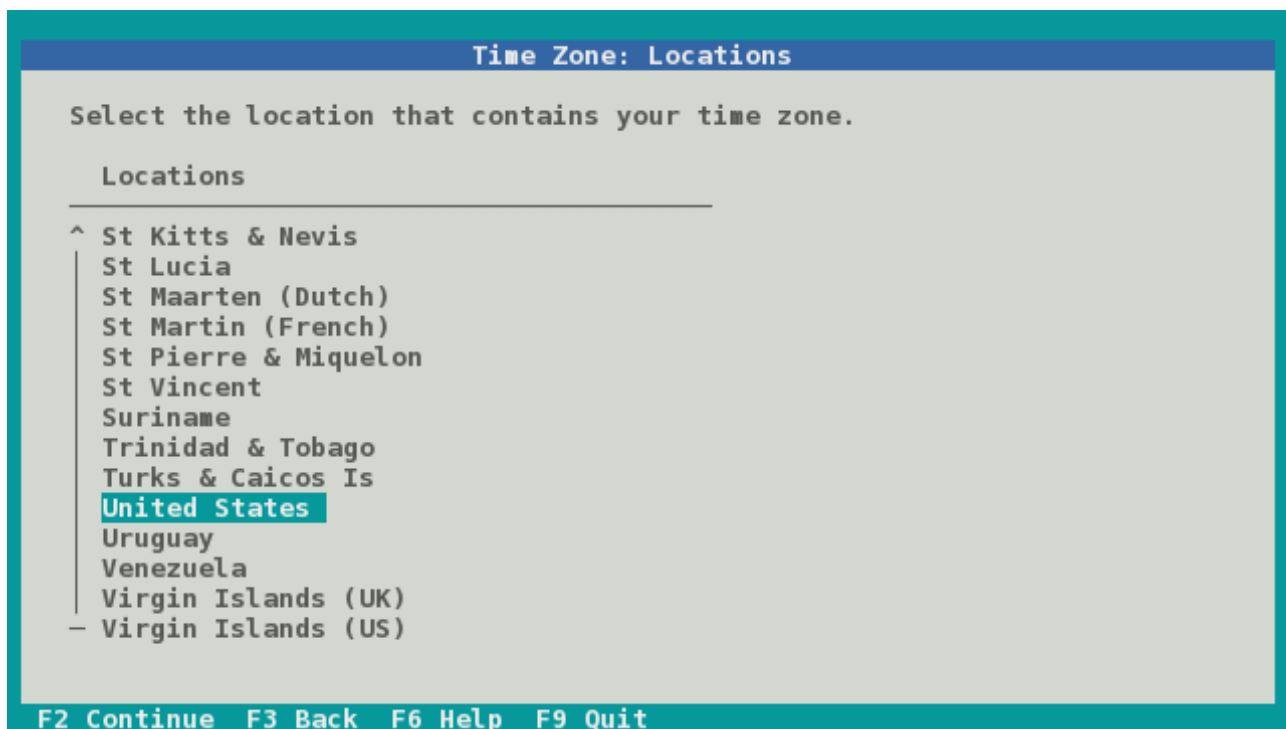 Time Zone: Locations
Select the location that contains your time zone.
Locations
^ St Kitts & Nevis
St Lucia
St Maarten (Dutch)
St Martin (French)
St Pierre & Miquelon
St Vincent
Suriname
Trinidad & Tobago
Turks & Caicos Is
United States
Uruguay
Venezuela
Virgin Islands (UK)
– Virgin Islands (US)
F2 Continue F3 Back F6 Help F9 Quit